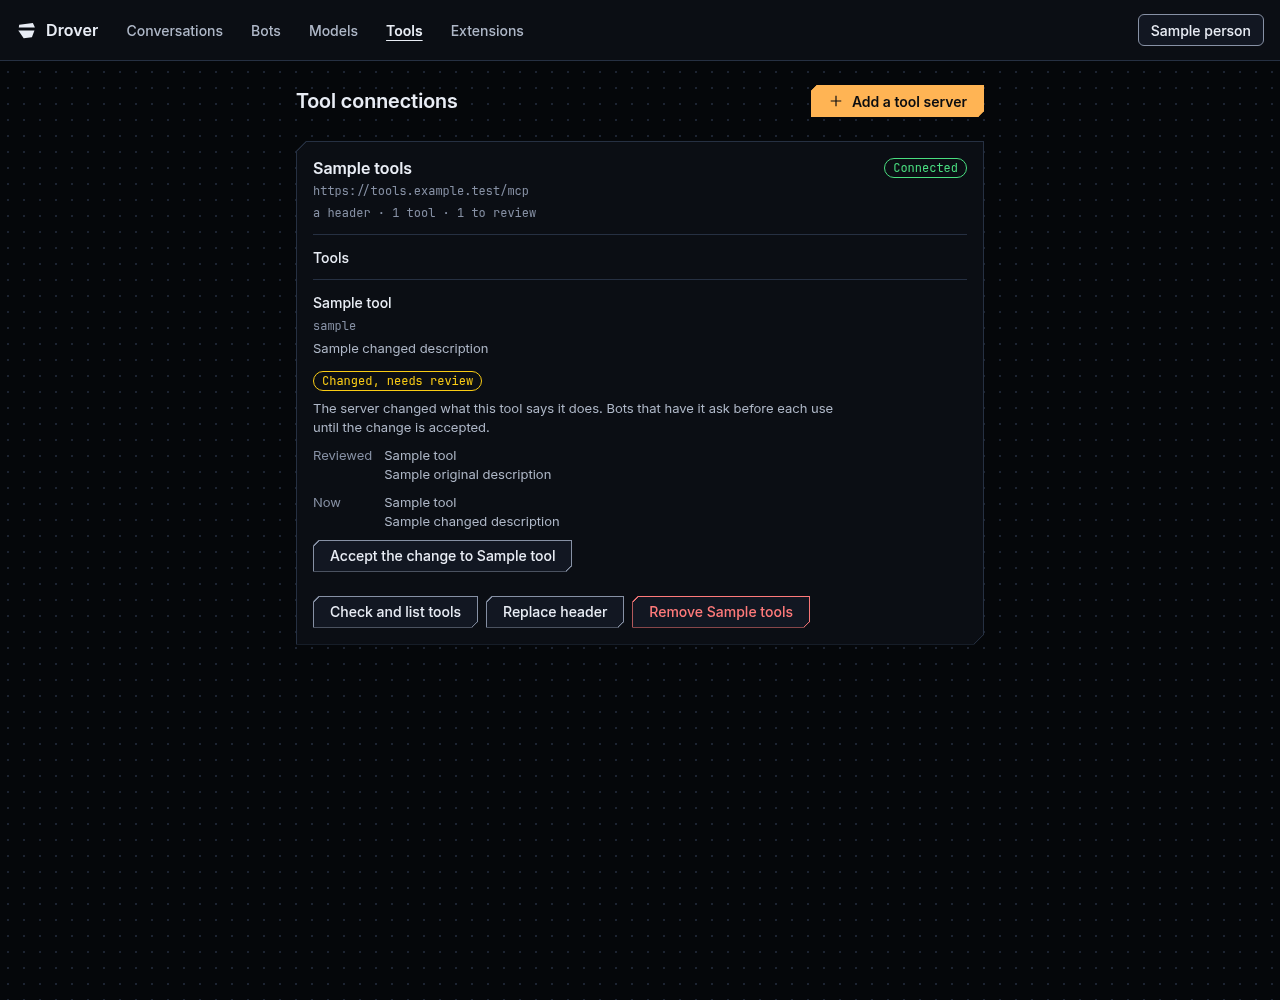 Drover
Conversations
Bots
Models
Tools
Extensions
Sample person
Tool connections
Add a tool server
Sample tools
Connected
https://tools.example.test/mcp
a header · 1 tool · 1 to review
Tools
Sample tool
sample
Sample changed description
Changed, needs review
The server changed what this tool says it does. Bots that have it ask before each use
until the change is accepted.
Reviewed Sample tool
Sample original description
Now Sample tool
Sample changed description
Accept the change to Sample tool
Check and list tools
Replace header
Remove Sample tools